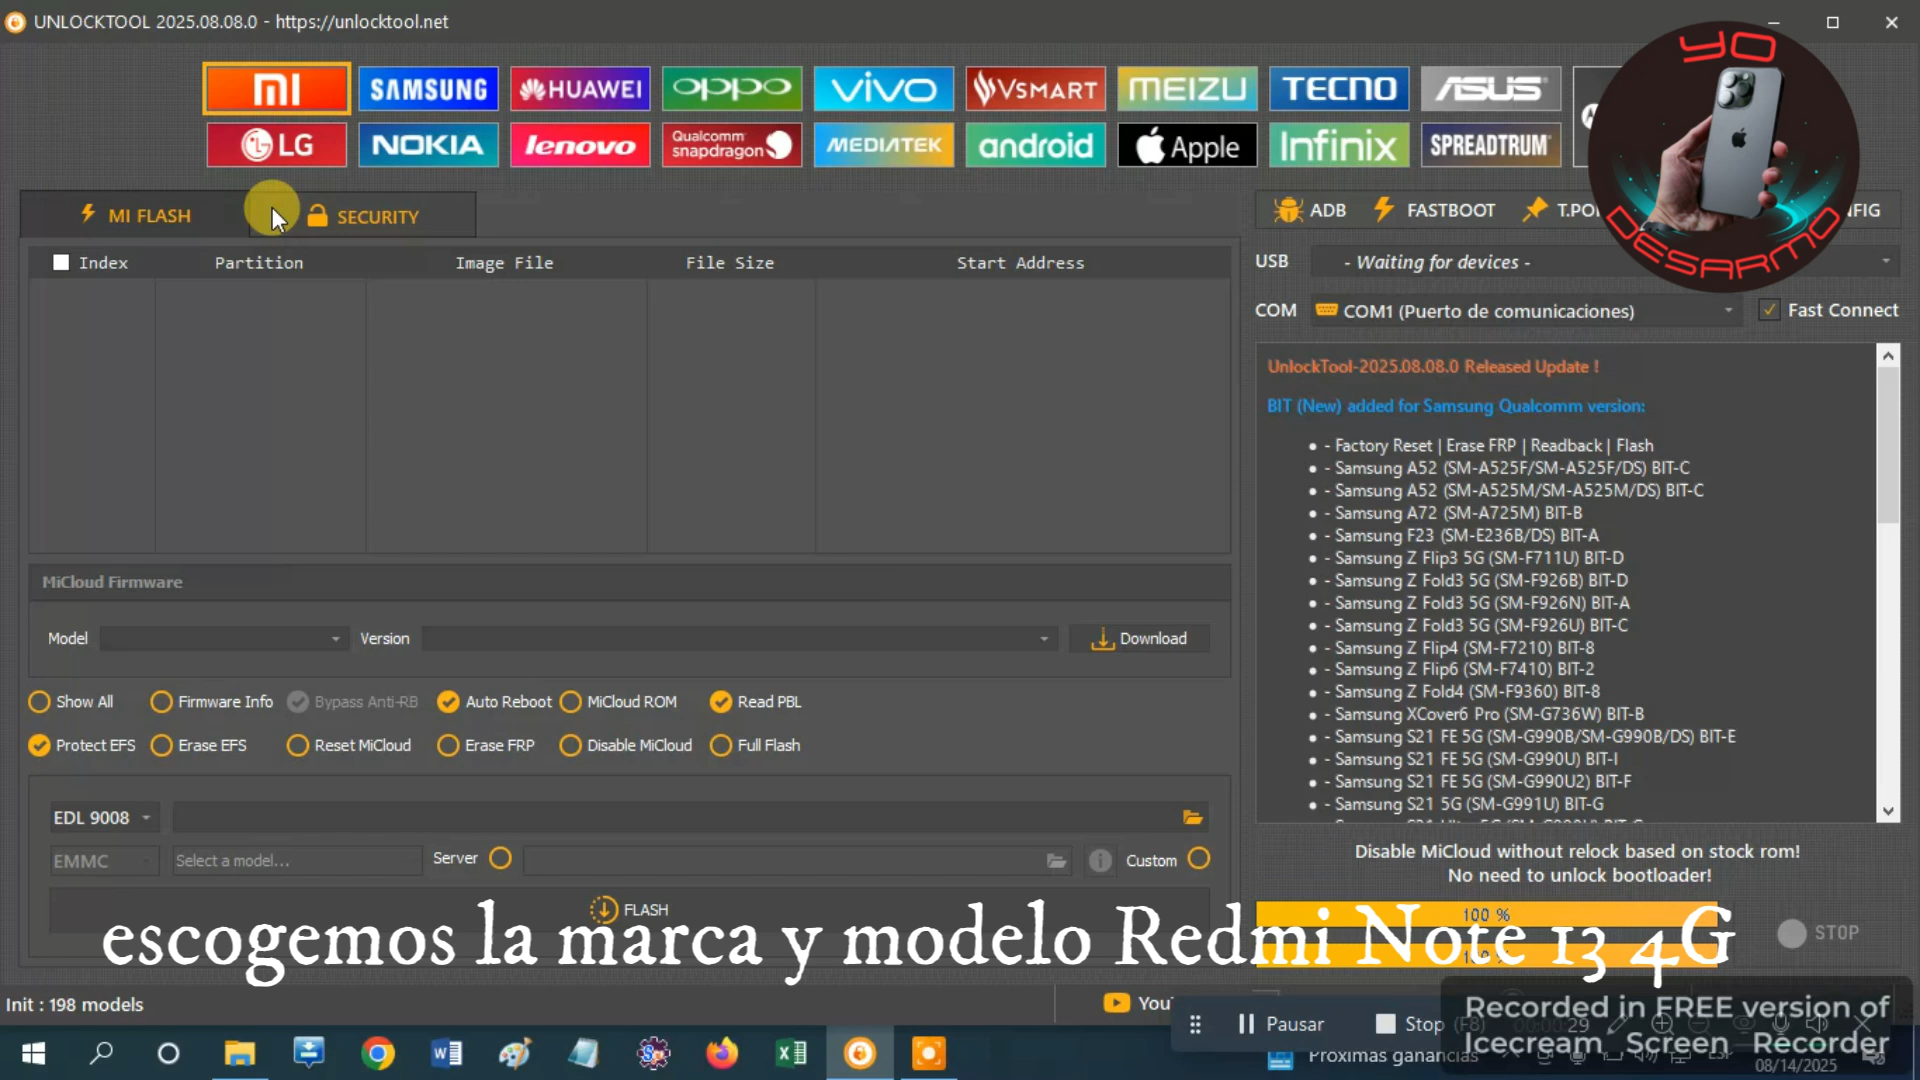 UNLOCKTOOL 2025.08.08.0 - https://unlocktool.net
MI
SAMSUNG
HUAWEI
oppo
vivo
VSMART
MEIZU
TECNO
ASUS
LG
NOKIA
lenovo
Qualcomm
snapdragon
MEDIATEK
android
Apple
Infinix
SPREADTRUM
YO
DESARMO
MI FLASH
SECURITY
ADB
FASTBOOT
Index
Partition
Image File
File Size
Start Address
USB
- Waiting for devices -
COM
COM1 (Puerto de comunicaciones)
Fast Connect
UnlockTool-2025.08.08.0 Released Update !
BIT (New) added for Samsung Qualcomm version:
- Factory Reset | Erase FRP | Readback | Flash
- Samsung A52 (SM-A525F/SM-A525F/DS) BIT-C
- Samsung A52 (SM-A525M/SM-A525M/DS) BIT-C
- Samsung A72 (SM-A725M) BIT-B
- Samsung F23 (SM-E236B/DS) BIT-A
- Samsung Z Flip3 5G (SM-F711U) BIT-D
- Samsung Z Fold3 5G (SM-F926B) BIT-D
- Samsung Z Fold3 5G (SM-F926N) BIT-A
- Samsung Z Fold3 5G (SM-F926U) BIT-C
- Samsung Z Flip4 (SM-F7210) BIT-8
- Samsung Z Flip6 (SM-F7410) BIT-2
- Samsung Z Fold4 (SM-F9360) BIT-8
- Samsung XCover6 Pro (SM-G736W) BIT-B
- Samsung S21 FE 5G (SM-G990B/SM-G990B/DS) BIT-E
- Samsung S21 FE 5G (SM-G990U) BIT-I
- Samsung S21 FE 5G (SM-G990U2) BIT-F
- Samsung S21 5G (SM-G991U) BIT-G
MiCloud Firmware
Model
Version
Download
Show All
Firmware Info
Bypass Anti-RB
Auto Reboot
MiCloud ROM
Read PBL
Protect EFS
Erase EFS
Reset MiCloud
Erase FRP
Disable MiCloud
Full Flash
EDL 9008
EMMC
Select a model...
Server
Custom
FLASH
Disable MiCloud without relock based on stock rom!
No need to unlock bootloader!
100 %
STOP
escogemos la marca y modelo Redmi Note 13 4G
Init : 198 models
Pausar
Stop (F8)
Recorded in FREE version of
Icecream Screen Recorder
Próximas ganancias
08/14/2025